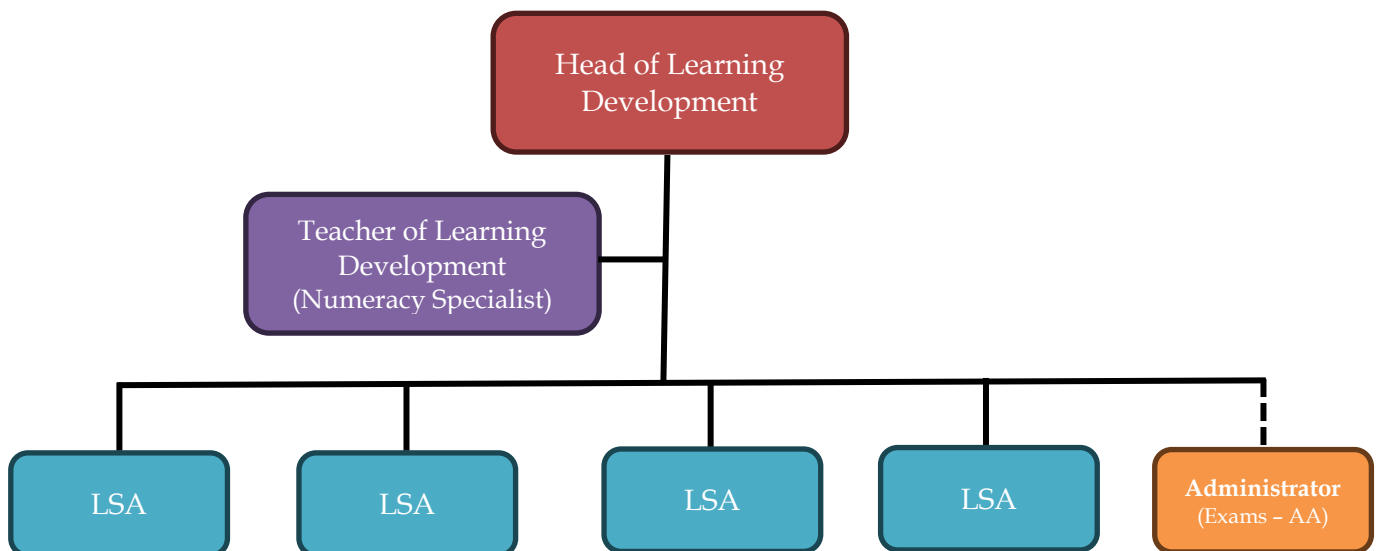 Head of Learning
Development
Teacher of Learning
Development
(Numeracy Specialist)
LSA
LSA
LSA
LSA
Administrator
(Exams – AA)